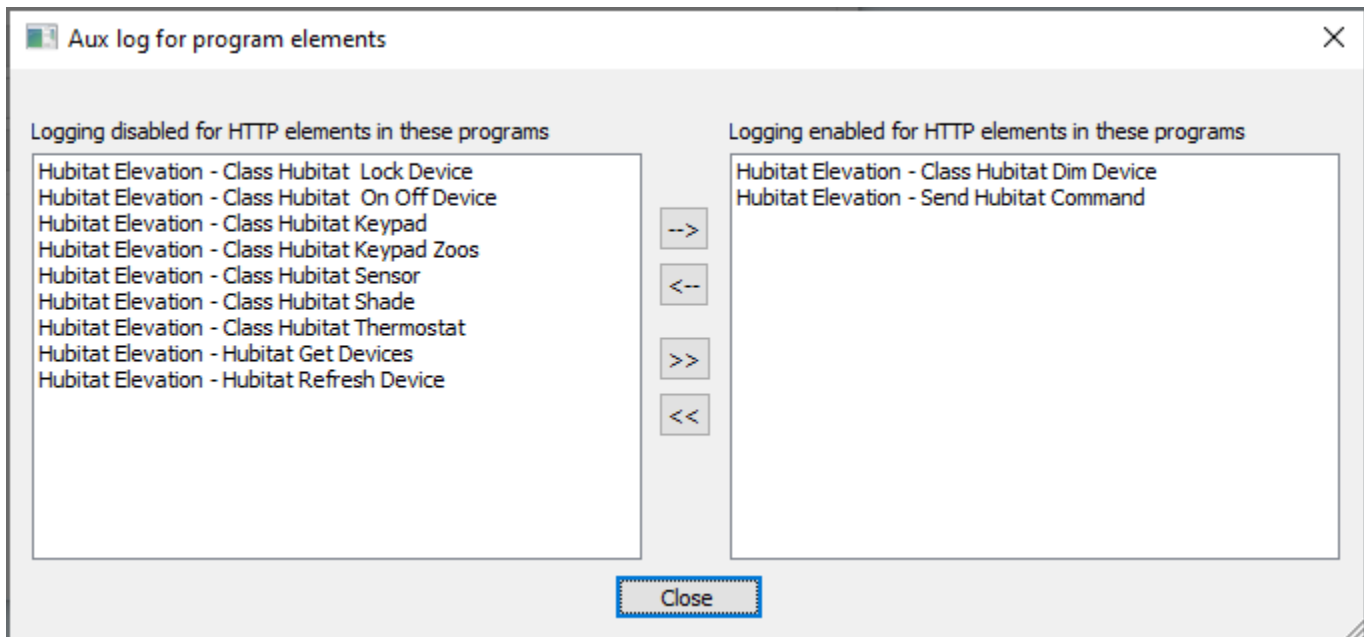 Aux log for program elements
Logging disabled for HTTP elements in these programs
Hubitat Elevation - Class Hubitat  Lock Device
Hubitat Elevation - Class Hubitat  On Off Device
Hubitat Elevation - Class Hubitat Keypad
Hubitat Elevation - Class Hubitat Keypad Zoos
Hubitat Elevation - Class Hubitat Sensor
Hubitat Elevation - Class Hubitat Shade
Hubitat Elevation - Class Hubitat Thermostat
Hubitat Elevation - Hubitat Get Devices
Hubitat Elevation - Hubitat Refresh Device
-->
<--
>>
<<
Logging enabled for HTTP elements in these programs
Hubitat Elevation - Class Hubitat Dim Device
Hubitat Elevation - Send Hubitat Command
Close